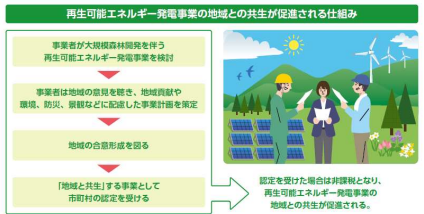 再生可能エネルギー発電事業の地域との共生が促進される仕組み
事業者が大規模森林開発を伴う
再生可能エネルギー発電事業を検討
事業者は地域の意見を聴き、地域貢献や
環境、防災、景観などに配慮した事業計画を策定
地域の合意形成を図る
「地域と共生」する事業として
市町村の認定を受ける
認定を受けた場合は非課税となり、
再生可能エネルギー発電事業の
地域との共生が促進される。